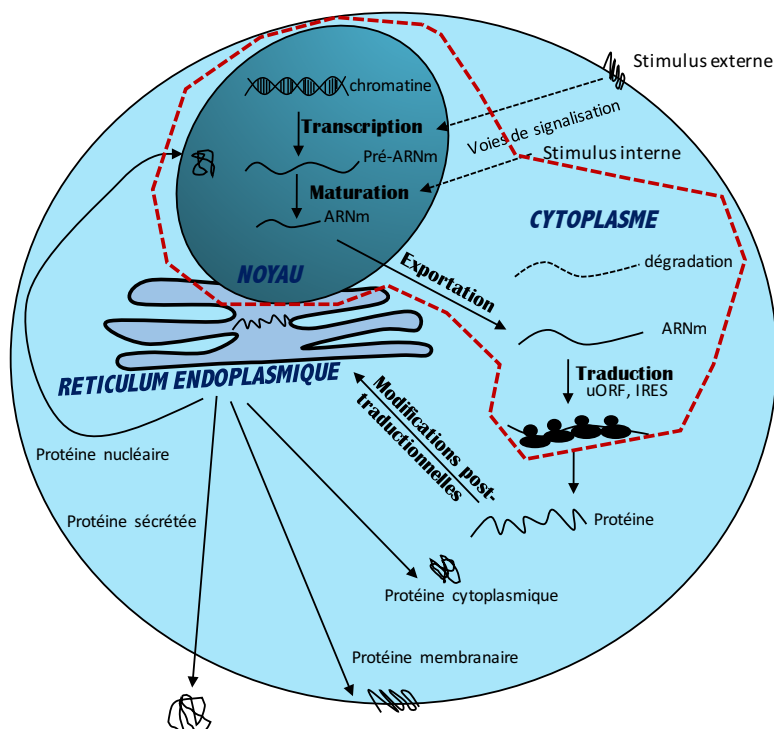 Stimulus externe
chromatine
Transcription
Voies de signalisation
Pré-ARNm
Stimulus interne
Maturation
ARNm
CYTOPLASME
NOYAU
Exportation
dégradation
ARNm
RETICULUM ENDOPLASMIQUE
Traduction
uORF, IRES
Modifications post-
traductionnelles
Protéine nucléaire
Protéine sécrétée
Protéine
Protéine cytoplasmique
Protéine membranaire